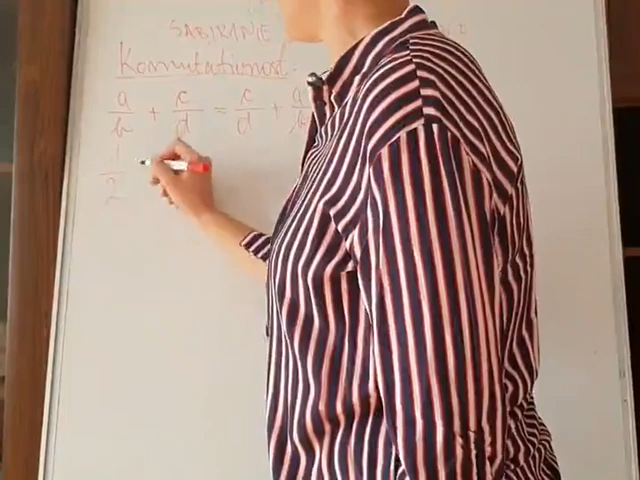 SABIRANJE
Komutativnost
a/b + c/d = c/d + a/b
1/2